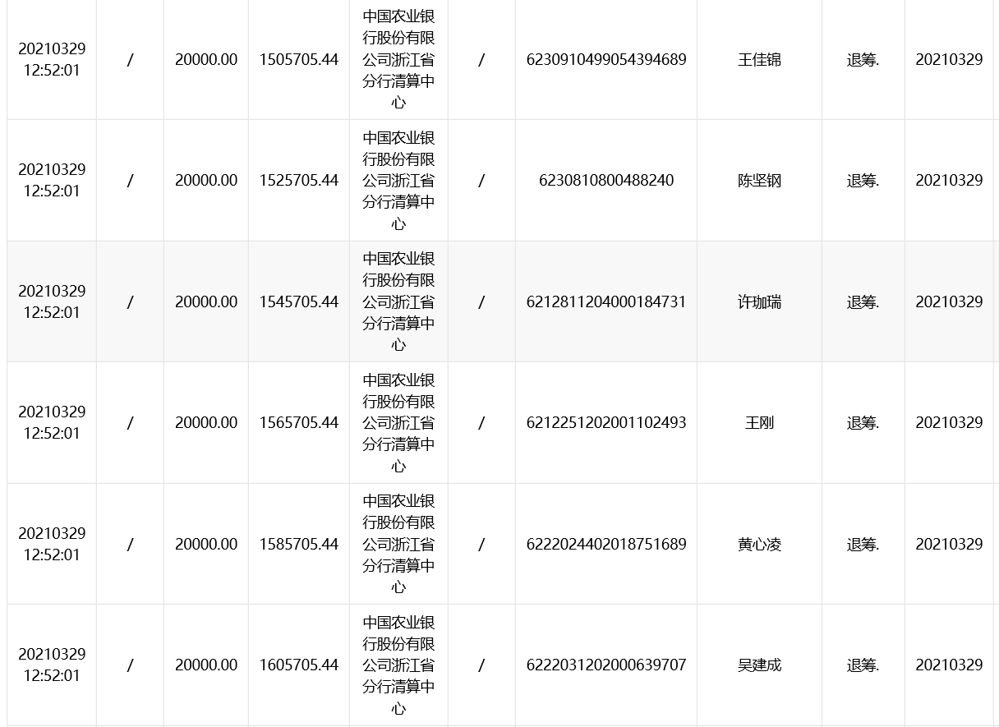 20210329 12:52:01 / 20000.00 1505705.44 中国农业银行股份有限公司浙江省分行清算中心 / 6230910499054394689 王佳锦 退筹. 20210329
20210329 12:52:01 / 20000.00 1525705.44 中国农业银行股份有限公司浙江省分行清算中心 / 6230810800488240 陈坚钢 退筹. 20210329
20210329 12:52:01 / 20000.00 1545705.44 中国农业银行股份有限公司浙江省分行清算中心 / 6212811204000184731 许珈瑞 退筹. 20210329
20210329 12:52:01 / 20000.00 1565705.44 中国农业银行股份有限公司浙江省分行清算中心 / 6212251202001102493 王刚 退筹. 20210329
20210329 12:52:01 / 20000.00 1585705.44 中国农业银行股份有限公司浙江省分行清算中心 / 6222024402018751689 黄心凌 退筹. 20210329
20210329 12:52:01 / 20000.00 1605705.44 中国农业银行股份有限公司浙江省分行清算中心 / 6222031202000639707 吴建成 退筹. 20210329